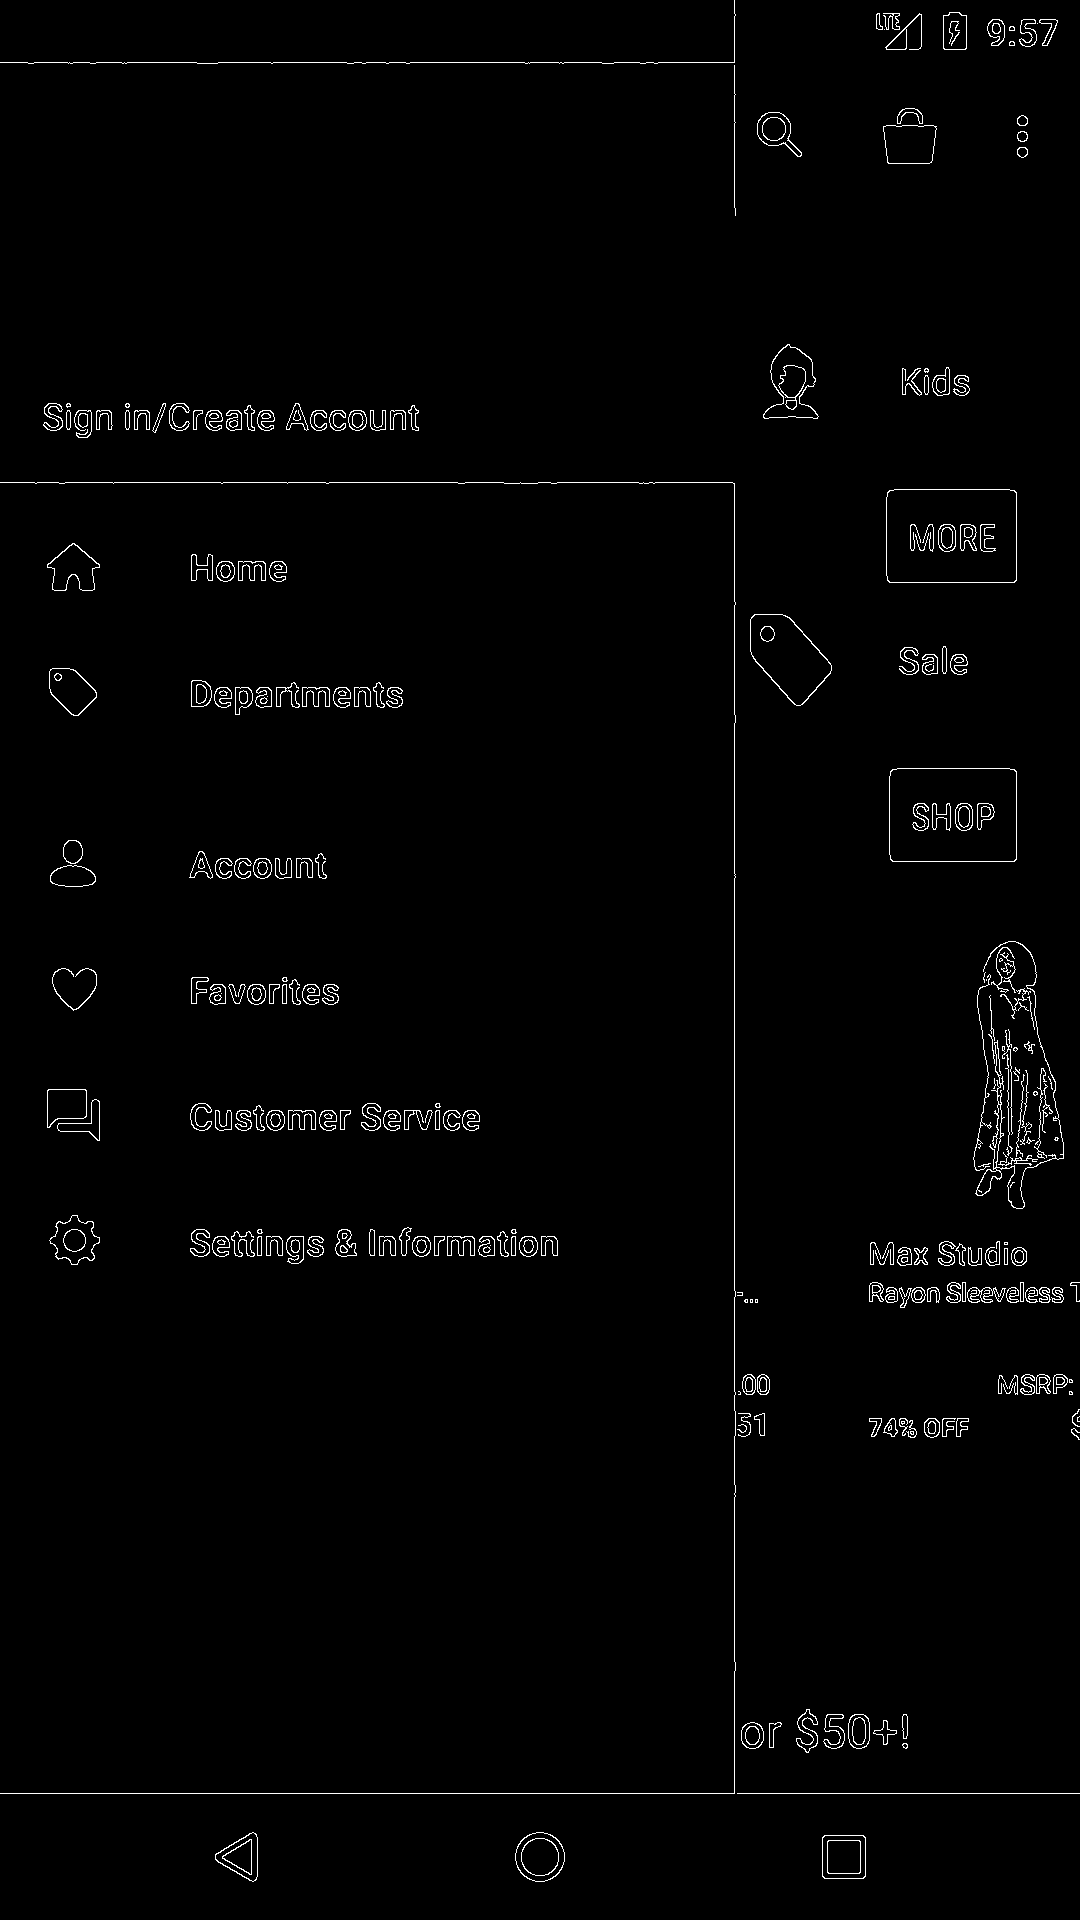 LTE 9:57
Sign in/Create Account
Kids
MORE
Home
Sale
Departments
SHOP
Account
Favorites
Customer Service
Settings & Information
Max Studio
-...
Rayon Sleeveless T
.00
MSRP:
51
74% OFF
$
or $50+!